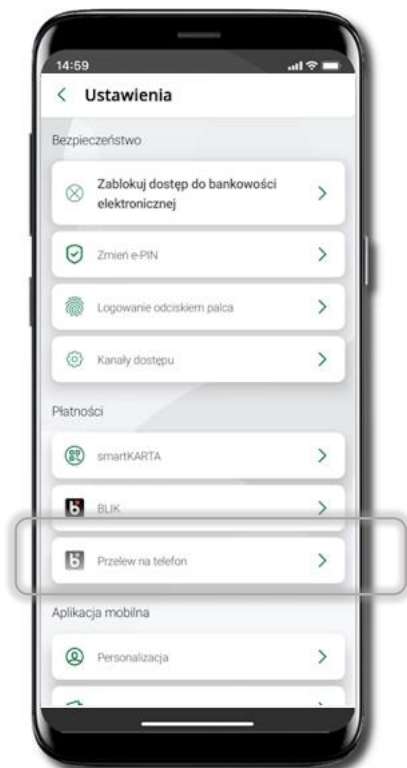 14:59
Ustawienia
Bezpieczeństwo
Zablokuj dostęp do bankowości
elektronicznej
Zmień e-PIN
Logowanie odciskiem palca
Kanały dostępu
Płatności
smartKARTA
BLIK
Przelew na telefon
Aplikacja mobilna
Personalizacja